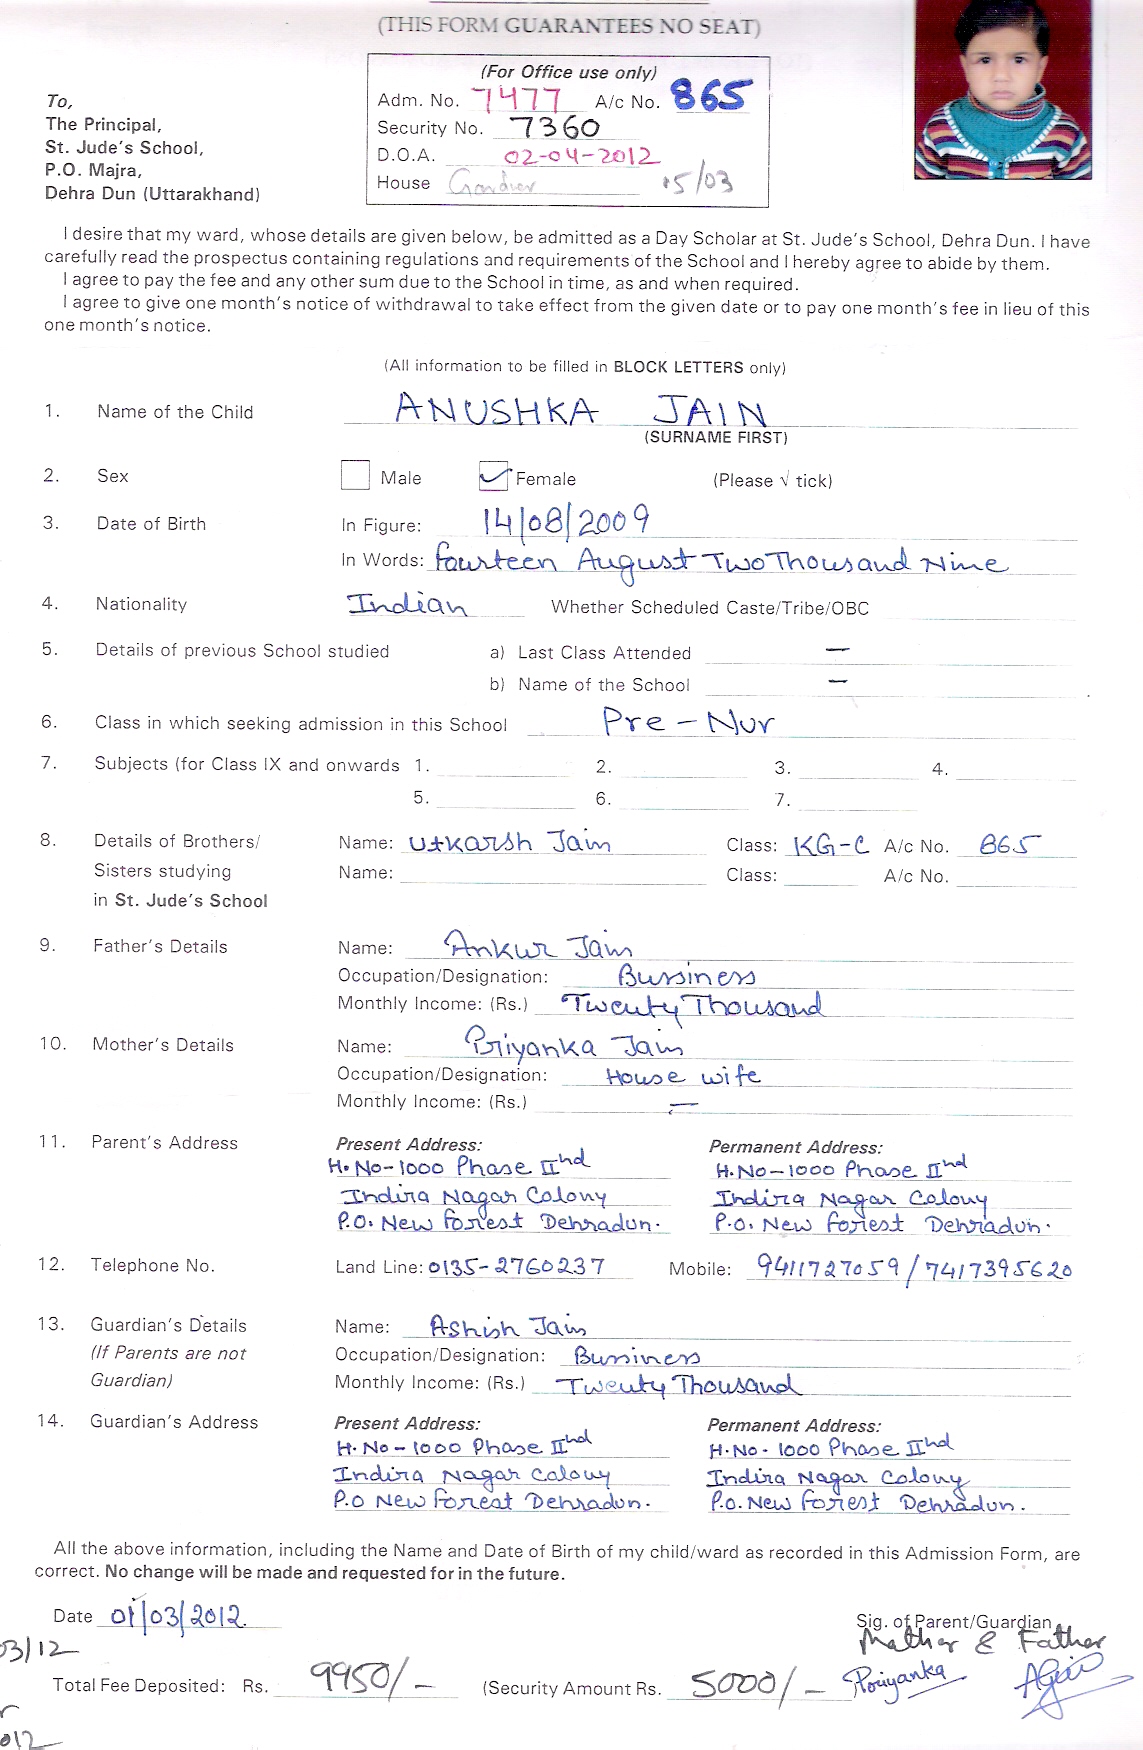 (THIS FORM GUARANTEES NO SEAT)
(For Office use only)
Adm. No. 7477 A/c No. 865
Security No. 7360
D.O.A. 02-04-2012
House 15/03
To,
The Principal,
St. Jude's School,
P.O. Majra,
Dehra Dun (Uttarakhand)
I desire that my ward, whose details are given below, be admitted as a Day Scholar at St. Jude's School, Dehra Dun. I have
carefully read the prospectus containing regulations and requirements of the School and I hereby agree to abide by them.
I agree to pay the fee and any other sum due to the School in time, as and when required.
I agree to give one month's notice of withdrawal to take effect from the given date or to pay one month's fee in lieu of this
one month's notice.
(All information to be filled in BLOCK LETTERS only)
1. Name of the Child ANUSHKA JAIN
(SURNAME FIRST)
2. Sex Male Female (Please √ tick)
3. Date of Birth In Figure: 14/08/2009
In Words: Fourteen August Two Thousand Nine
4. Nationality Indian Whether Scheduled Caste/Tribe/OBC
5. Details of previous School studied a) Last Class Attended —
b) Name of the School —
6. Class in which seeking admission in this School Pre-Nur
7. Subjects (for Class IX and onwards 1. 2. 3. 4.
5. 6. 7.
8. Details of Brothers/ Name: Utkarsh Jain Class: KG-C A/c No. 865
Sisters studying Name: Class: A/c No.
in St. Jude's School
9. Father's Details Name: Ankur Jain
Occupation/Designation: Bussiness
Monthly Income: (Rs.) Twenty Thousand
10. Mother's Details Name: Priyanka Jain
Occupation/Designation: House wife
Monthly Income: (Rs.) —
11. Parent's Address Present Address: Permanent Address:
H.No-1000 Phase IInd H.No-1000 Phase IInd
Indira Nagar Colony Indira Nagar Colony
P.O. New Forest Dehradun. P.O. New Forest Dehradun.
12. Telephone No. Land Line: 0135-2760237 Mobile: 9411727059/7417395620
13. Guardian's Details Name: Ashish Jain
(If Parents are not Occupation/Designation: Bussiness
Guardian) Monthly Income: (Rs.) Twenty Thousand
14. Guardian's Address Present Address: Permanent Address:
H.No-1000 Phase IInd H.No-1000 Phase IInd
Indira Nagar Colony Indira Nagar Colony
P.O New Forest Dehradun. P.O. New Forest Dehradun.
All the above information, including the Name and Date of Birth of my child/ward as recorded in this Admission Form, are
correct. No change will be made and requested for in the future.
Date 01/03/2012 Sig. of Parent/Guardian
03/12 Mother & Father
Total Fee Deposited: Rs. 9950/- (Security Amount Rs. 5000/- Priyanka
012